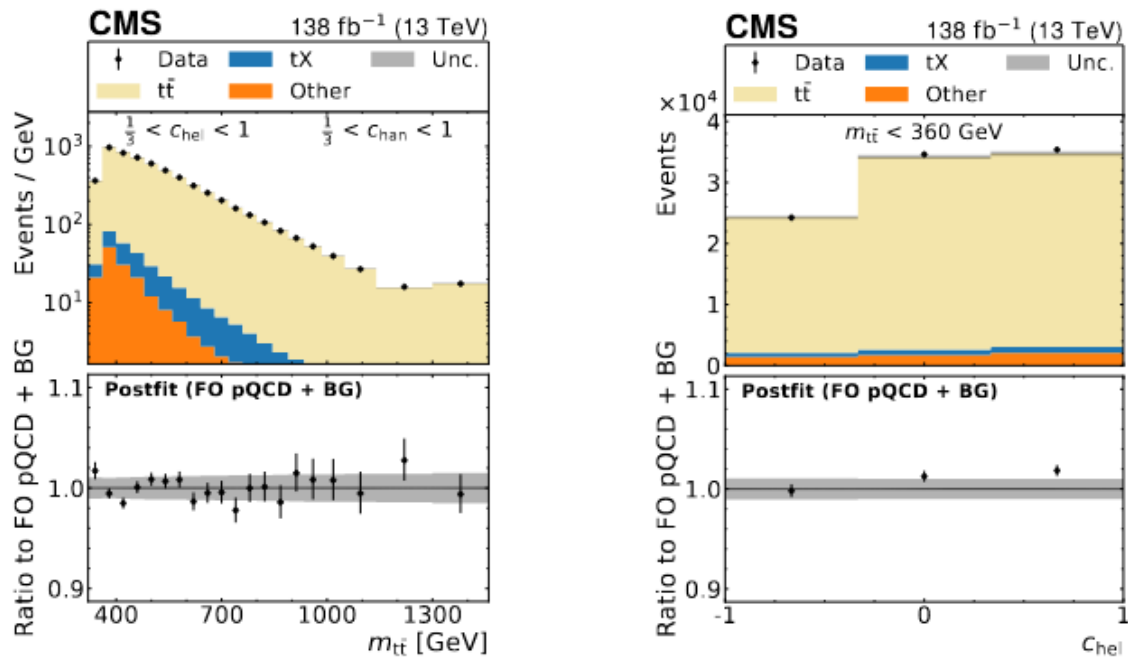 CMS 138 fb⁻¹ (13 TeV)
Data tX Unc.
tt̄ Other
1/3 < c_hel < 1 1/3 < c_han < 1
Events / GeV
10³
10²
10¹
Postfit (FO pQCD + BG)
Ratio to FO pQCD + BG
1.1
1.0
0.9
400 700 1000 1300
m_tt̄ [GeV]
CMS 138 fb⁻¹ (13 TeV)
Data tX Unc.
tt̄ Other
×10⁴
m_tt̄ < 360 GeV
Events
4
3
2
1
0
Postfit (FO pQCD + BG)
Ratio to FO pQCD + BG
1.1
1.0
0.9
-1 0 1
c_hel